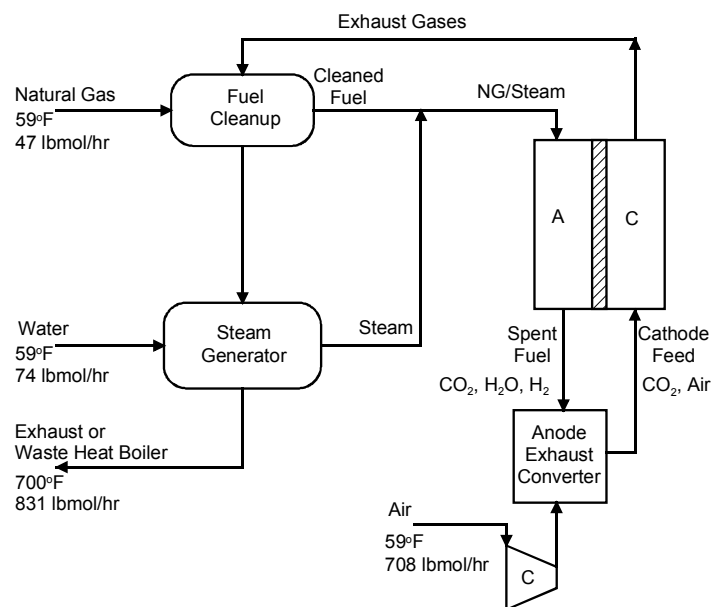 Exhaust Gases
Natural Gas
59°F
47 lbmol/hr
Fuel
Cleanup
Cleaned
Fuel
NG/Steam
A
C
Water
59°F
74 lbmol/hr
Steam
Generator
Steam
Spent
Fuel
CO₂, H₂O, H₂
Cathode
Feed
CO₂, Air
Exhaust or
Waste Heat Boiler
700°F
831 lbmol/hr
Anode
Exhaust
Converter
Air
59°F
708 lbmol/hr
C